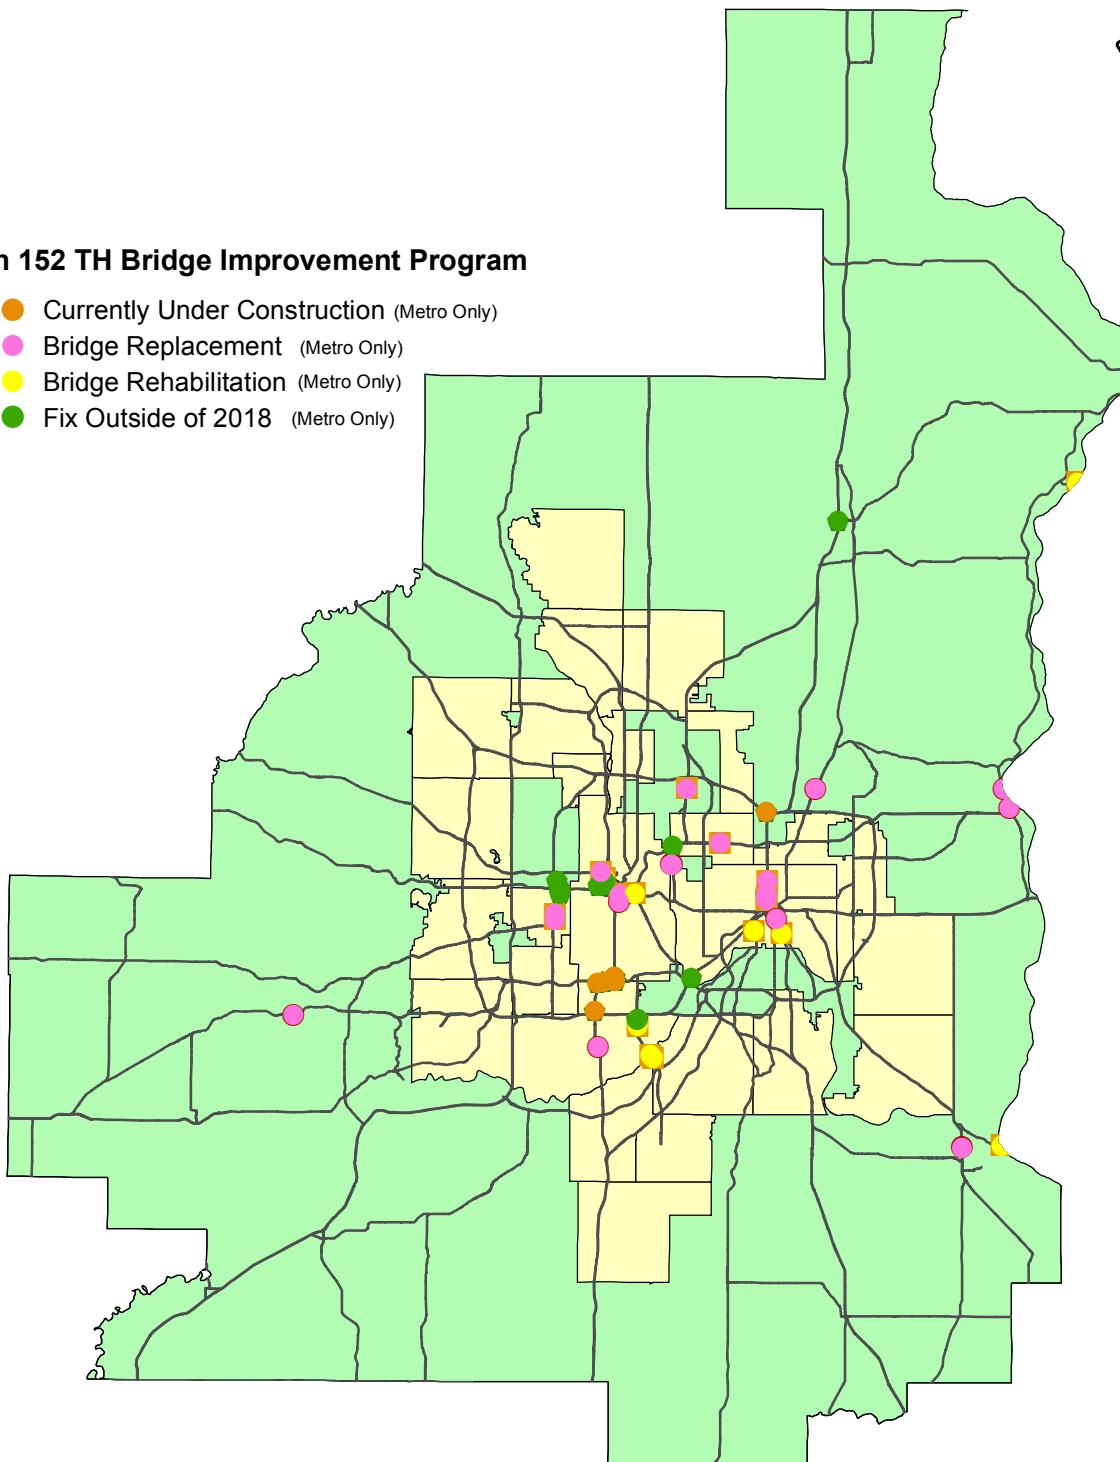 152 TH Bridge Improvement Program
Currently Under Construction (Metro Only)
Bridge Replacement (Metro Only)
Bridge Rehabilitation (Metro Only)
Fix Outside of 2018 (Metro Only)